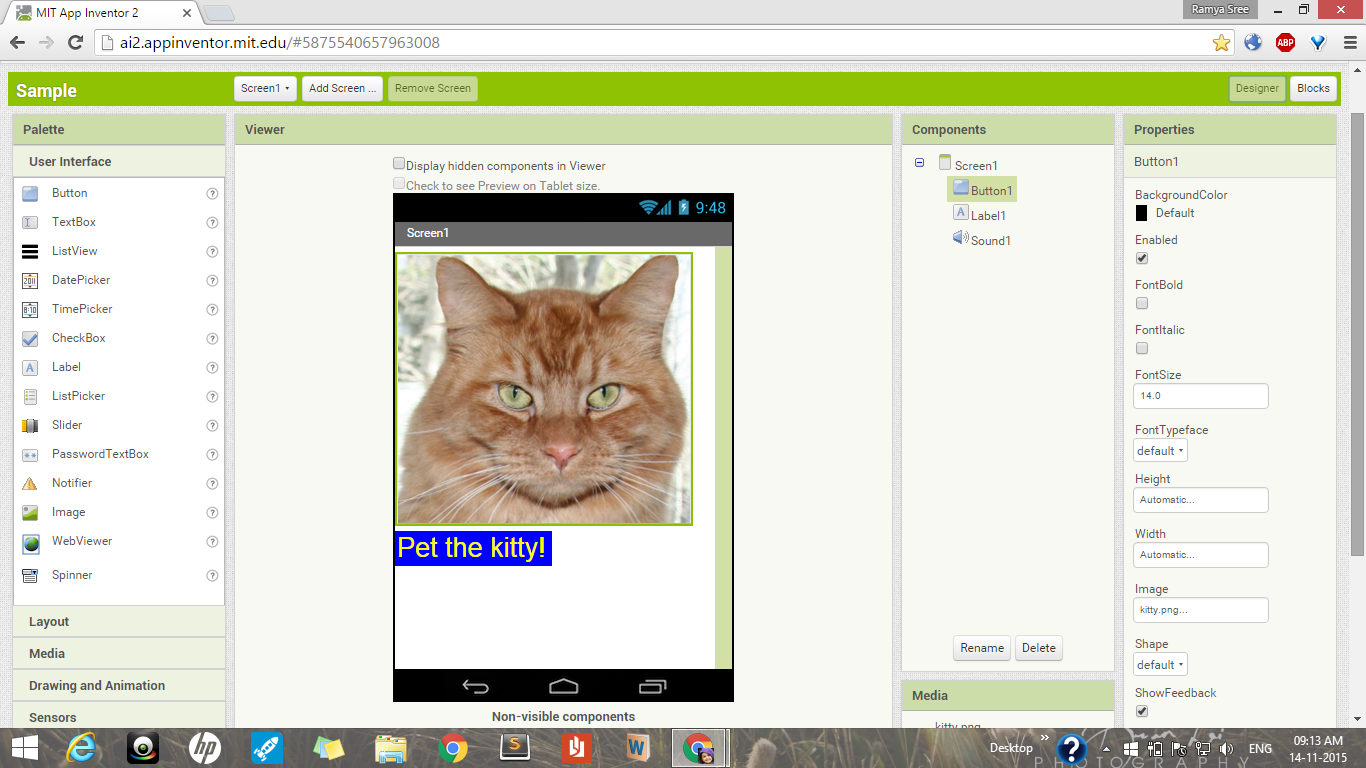 MIT App Inventor 2
Ramya Sree
ai2.appinventor.mit.edu/#5875540657963008
ABP
Sample
Screen1
Add Screen ...
Remove Screen
Designer
Blocks
Palette
User Interface
Button
TextBox
ListView
DatePicker
TimePicker
CheckBox
Label
ListPicker
Slider
PasswordTextBox
Notifier
Image
WebViewer
Spinner
Layout
Media
Drawing and Animation
Sensors
Viewer
Display hidden components in Viewer
Check to see Preview on Tablet size.
9:48
Screen1
Pet the kitty!
Non-visible components
Components
Screen1
Button1
Label1
Sound1
Rename
Delete
Media
kitty.png
Properties
Button1
BackgroundColor
Default
Enabled
FontBold
FontItalic
FontSize
14.0
FontTypeface
default
Height
Automatic...
Width
Automatic...
Image
kitty.png...
Shape
default
ShowFeedback
Desktop
ENG
09:13 AM
14-11-2015
PHOTOGRAPHY